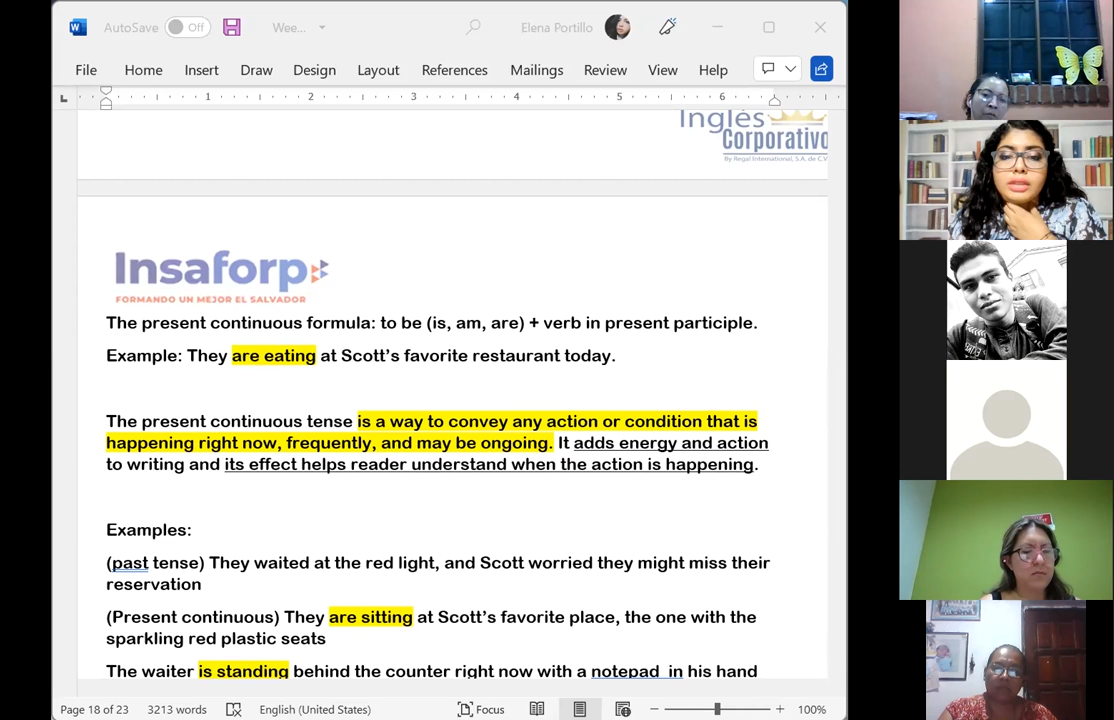 AutoSave Off Wee... Elena Portillo
File Home Insert Draw Design Layout References Mailings Review View Help
1 2 3 4 5 6
Inglés
Corporativo
By Regal International, S.A. de C.V
Insaforp
FORMANDO UN MEJOR EL SALVADOR
The present continuous formula: to be (is, am, are) + verb in present participle.
Example: They are eating at Scott's favorite restaurant today.
The present continuous tense is a way to convey any action or condition that is
happening right now, frequently, and may be ongoing. It adds energy and action
to writing and its effect helps reader understand when the action is happening.
Examples:
(past tense) They waited at the red light, and Scott worried they might miss their
reservation
(Present continuous) They are sitting at Scott's favorite place, the one with the
sparkling red plastic seats
The waiter is standing behind the counter right now with a notepad in his hand
Page 18 of 23 3213 words English (United States) Focus 100%